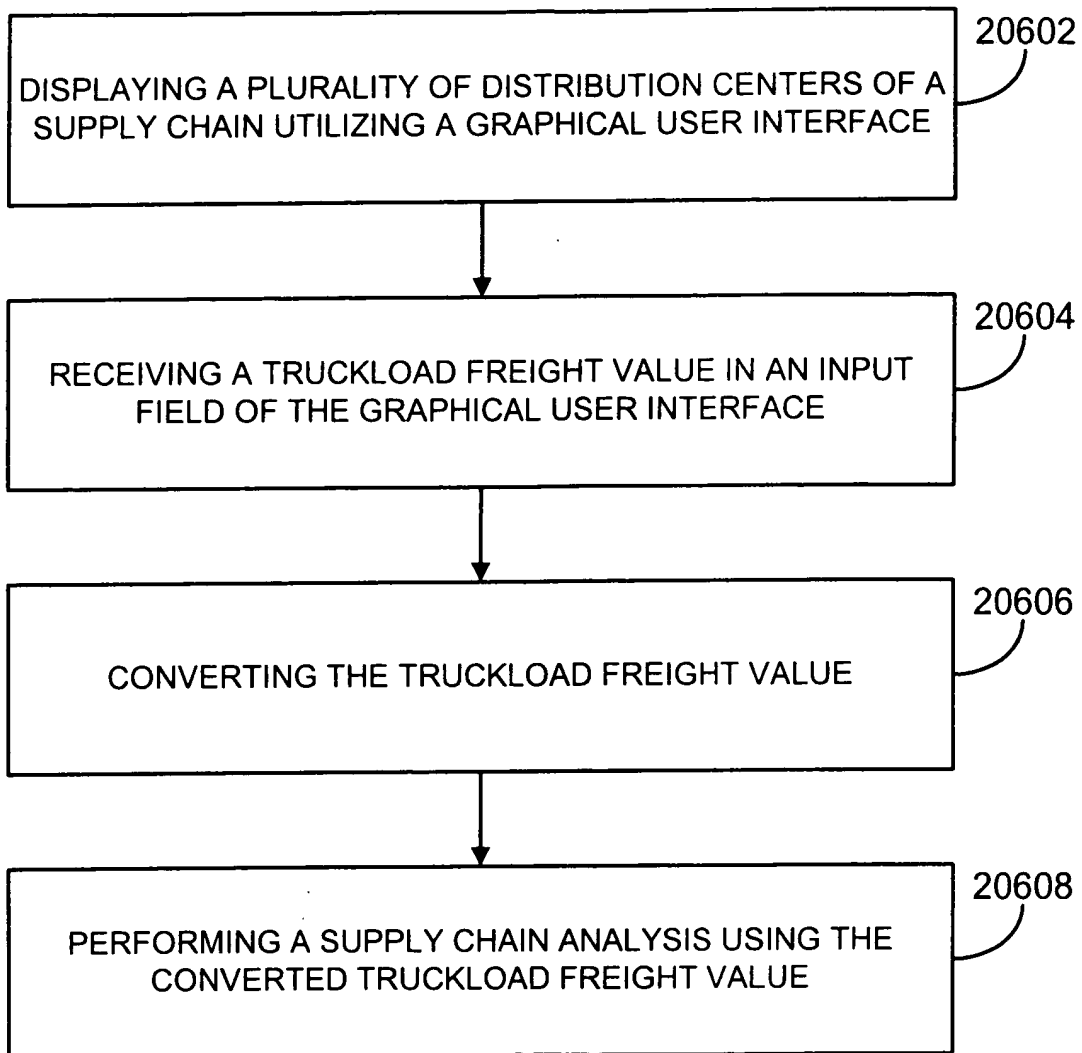 20602
DISPLAYING A PLURALITY OF DISTRIBUTION CENTERS OF A
SUPPLY CHAIN UTILIZING A GRAPHICAL USER INTERFACE
20604
RECEIVING A TRUCKLOAD FREIGHT VALUE IN AN INPUT
FIELD OF THE GRAPHICAL USER INTERFACE
20606
CONVERTING THE TRUCKLOAD FREIGHT VALUE
20608
PERFORMING A SUPPLY CHAIN ANALYSIS USING THE
CONVERTED TRUCKLOAD FREIGHT VALUE